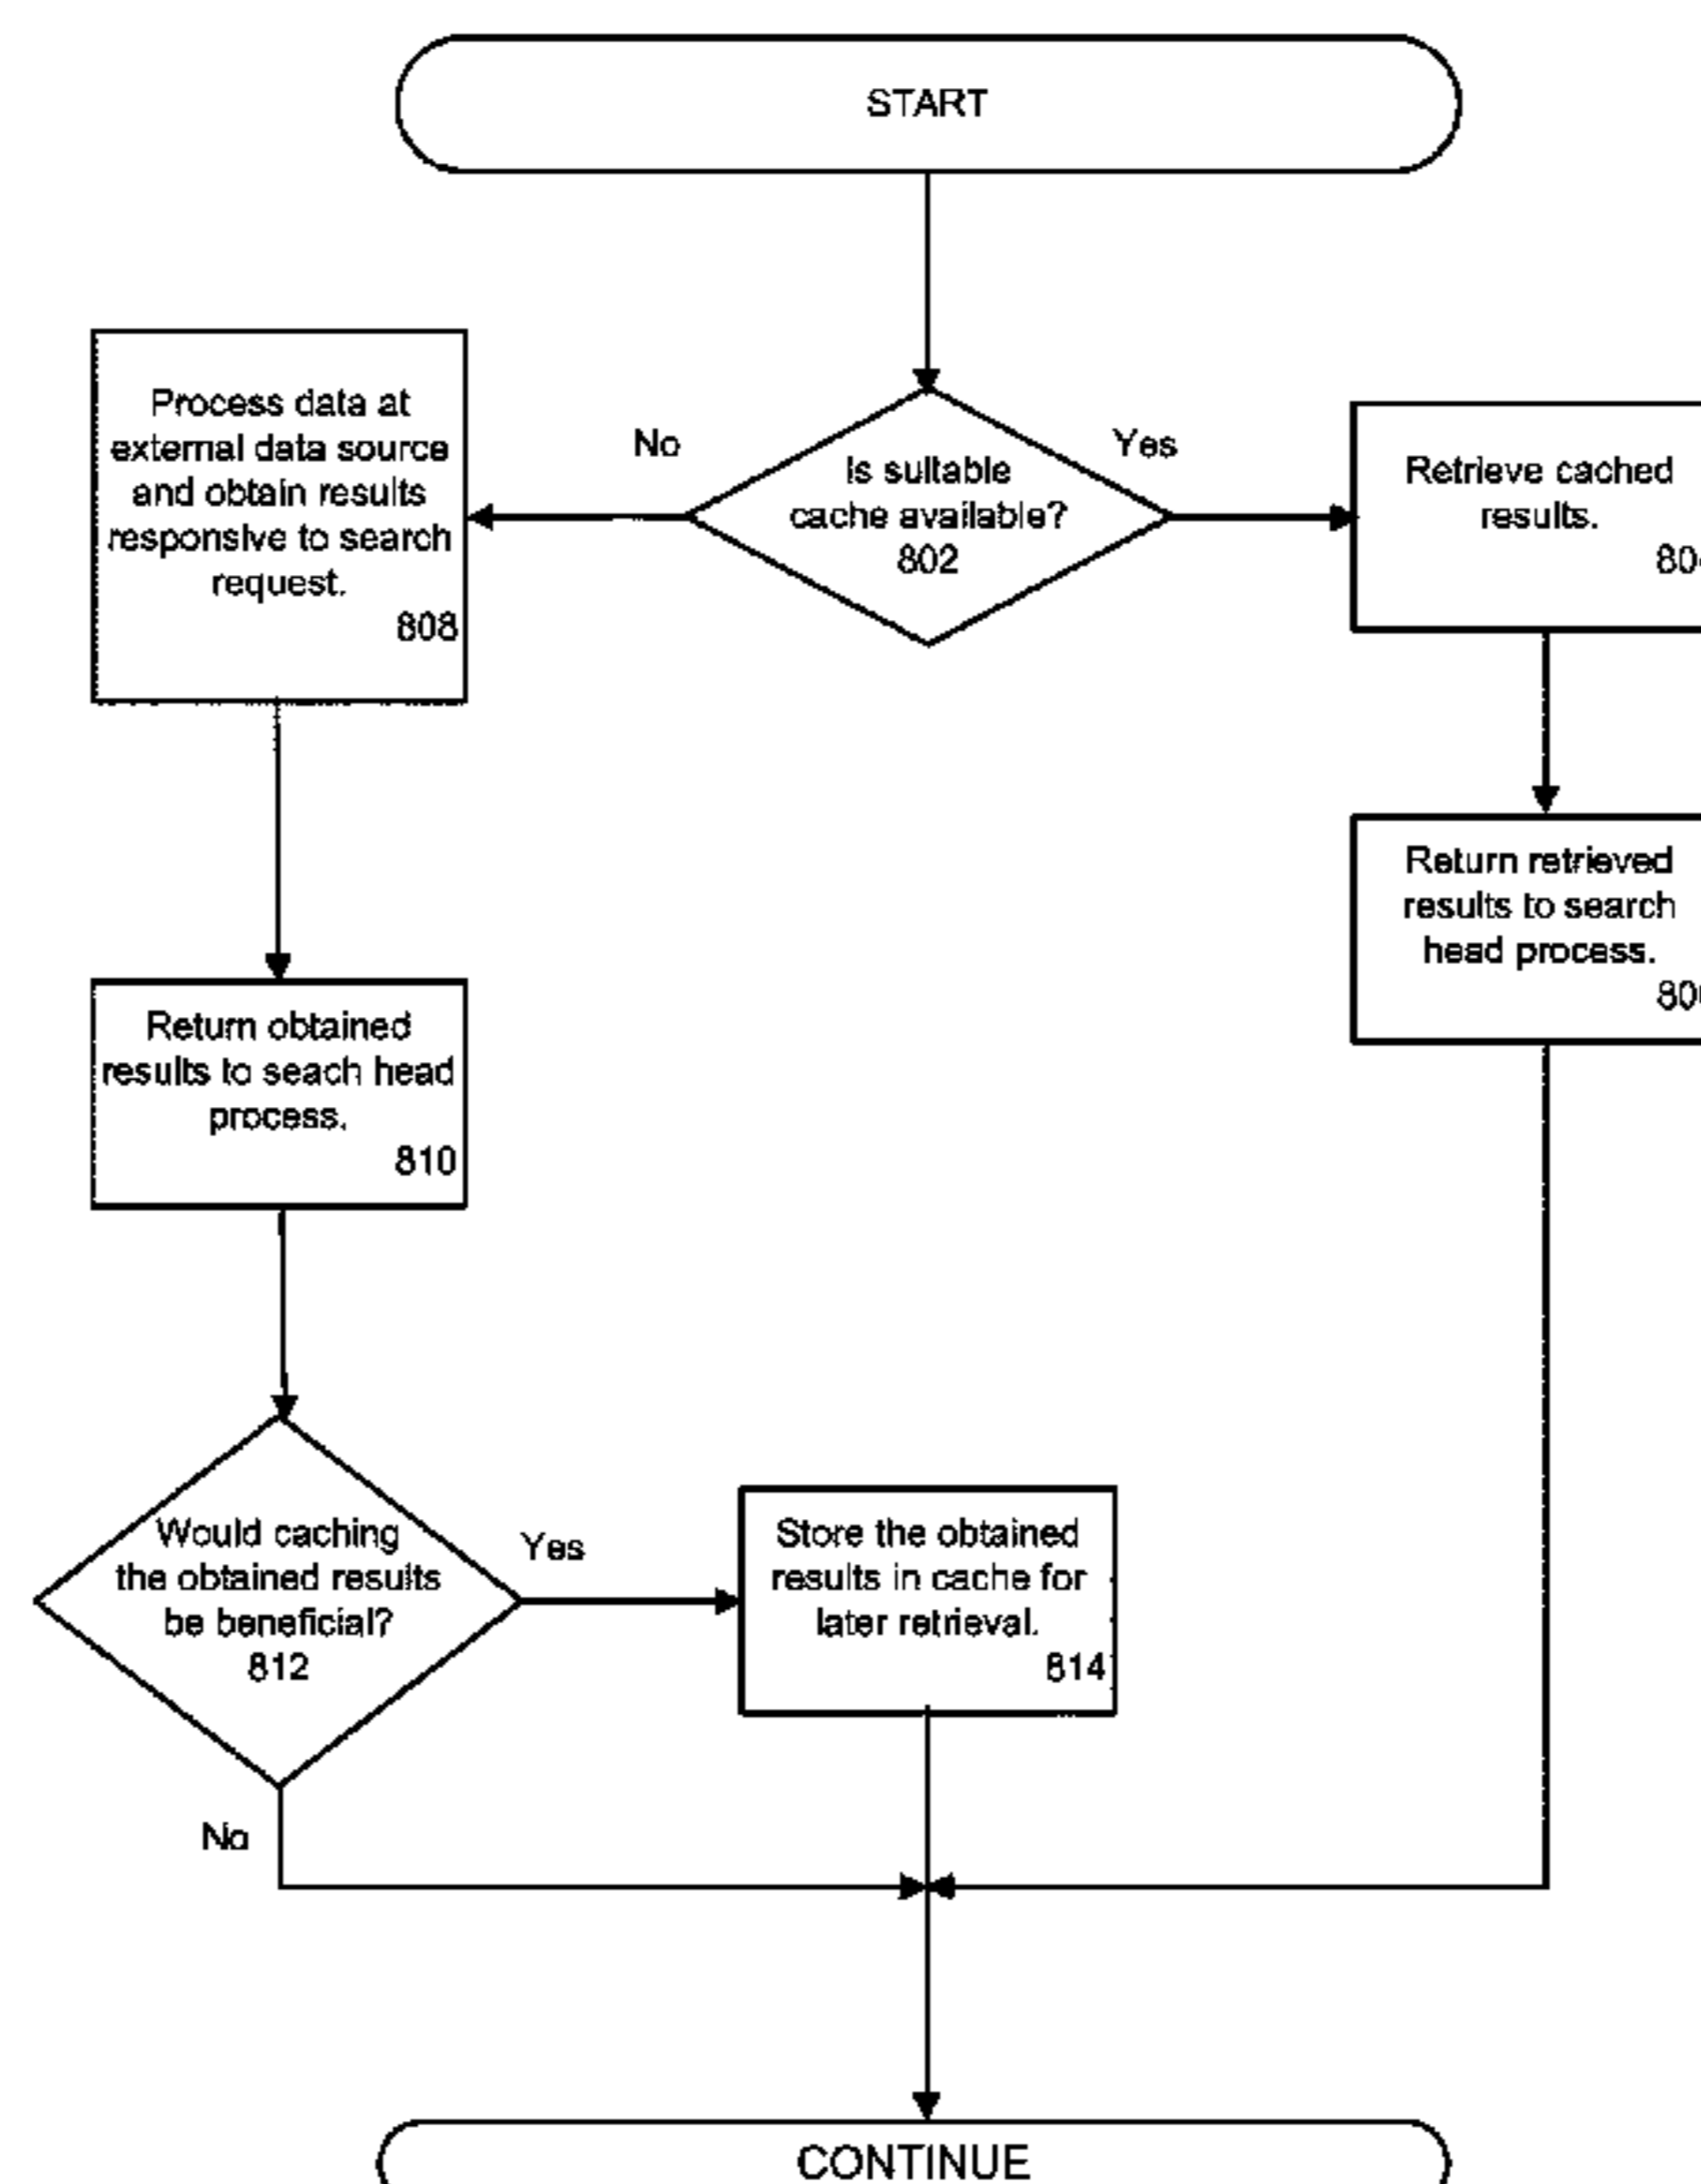 START
No
Yes
Is suitable
cache available?
802
Process data at
external data source
and obtain results
responsive to search
request.
808
Retrieve cached
results.
Return retrieved
results to search
head process.
Return obtained
results to seach head
process.
810
Would caching
the obtained results
be beneficial?
812
Yes
No
Store the obtained
results in cache for
later retrieval.
814
CONTINUE